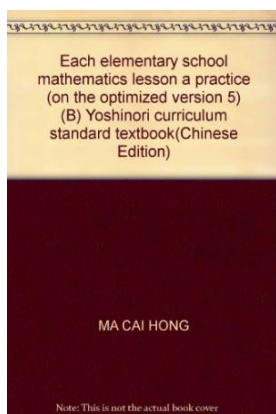 Each elementary school
mathematics lesson a practice
(on the optimized version 5)
(B) Yoshinori curriculum
standard textbook(Chinese
Edition)
MA CAI HONG
Note: This is not the actual book cover